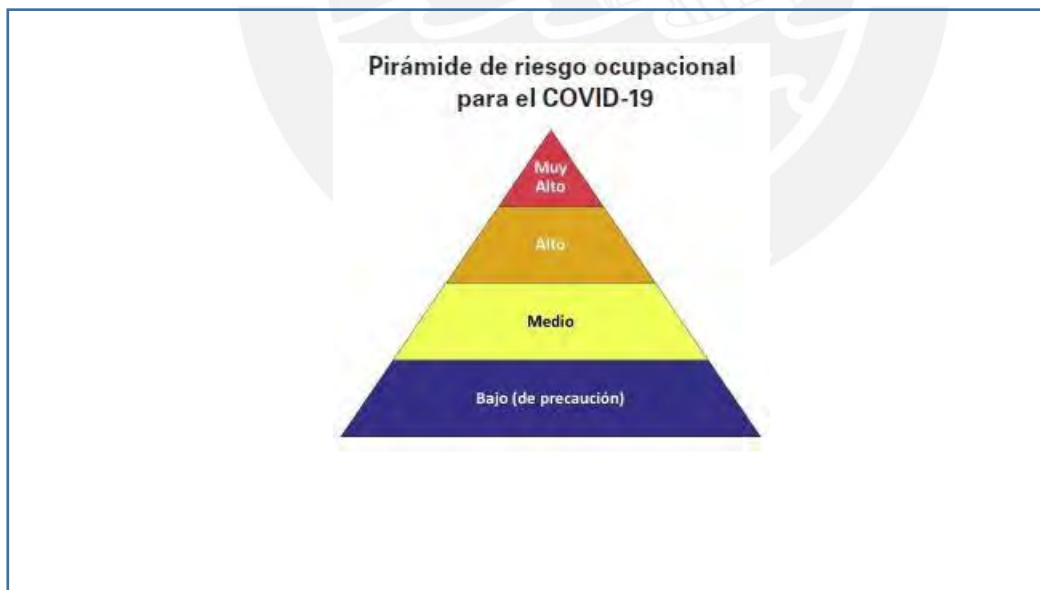 Pirámide de riesgo ocupacional
para el COVID-19
Muy
Alto
Alto
Medio
Bajo (de precaución)